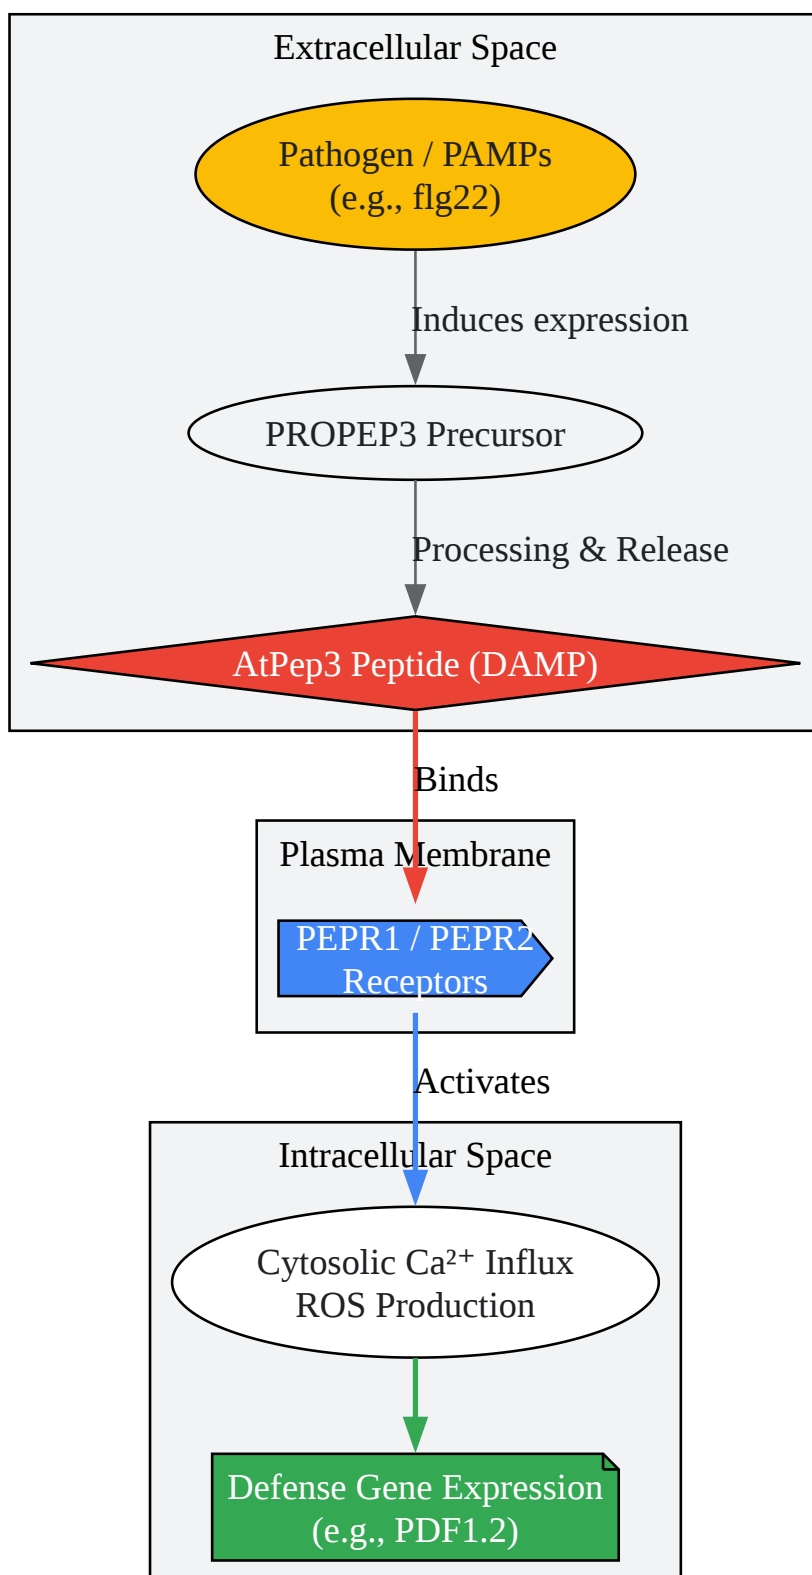 Extracellular Space
Pathogen / PAMPs
(e.g., flg22)
Induces expression
PROPEP3 Precursor
Processing & Release
AtPep3 Peptide (DAMP)
Binds
Plasma Membrane
PEPR1 / PEPR2
Receptors
Activates
Intracellular Space
Cytosolic Ca²⁺ Influx
ROS Production
Defense Gene Expression
(e.g., PDF1.2)